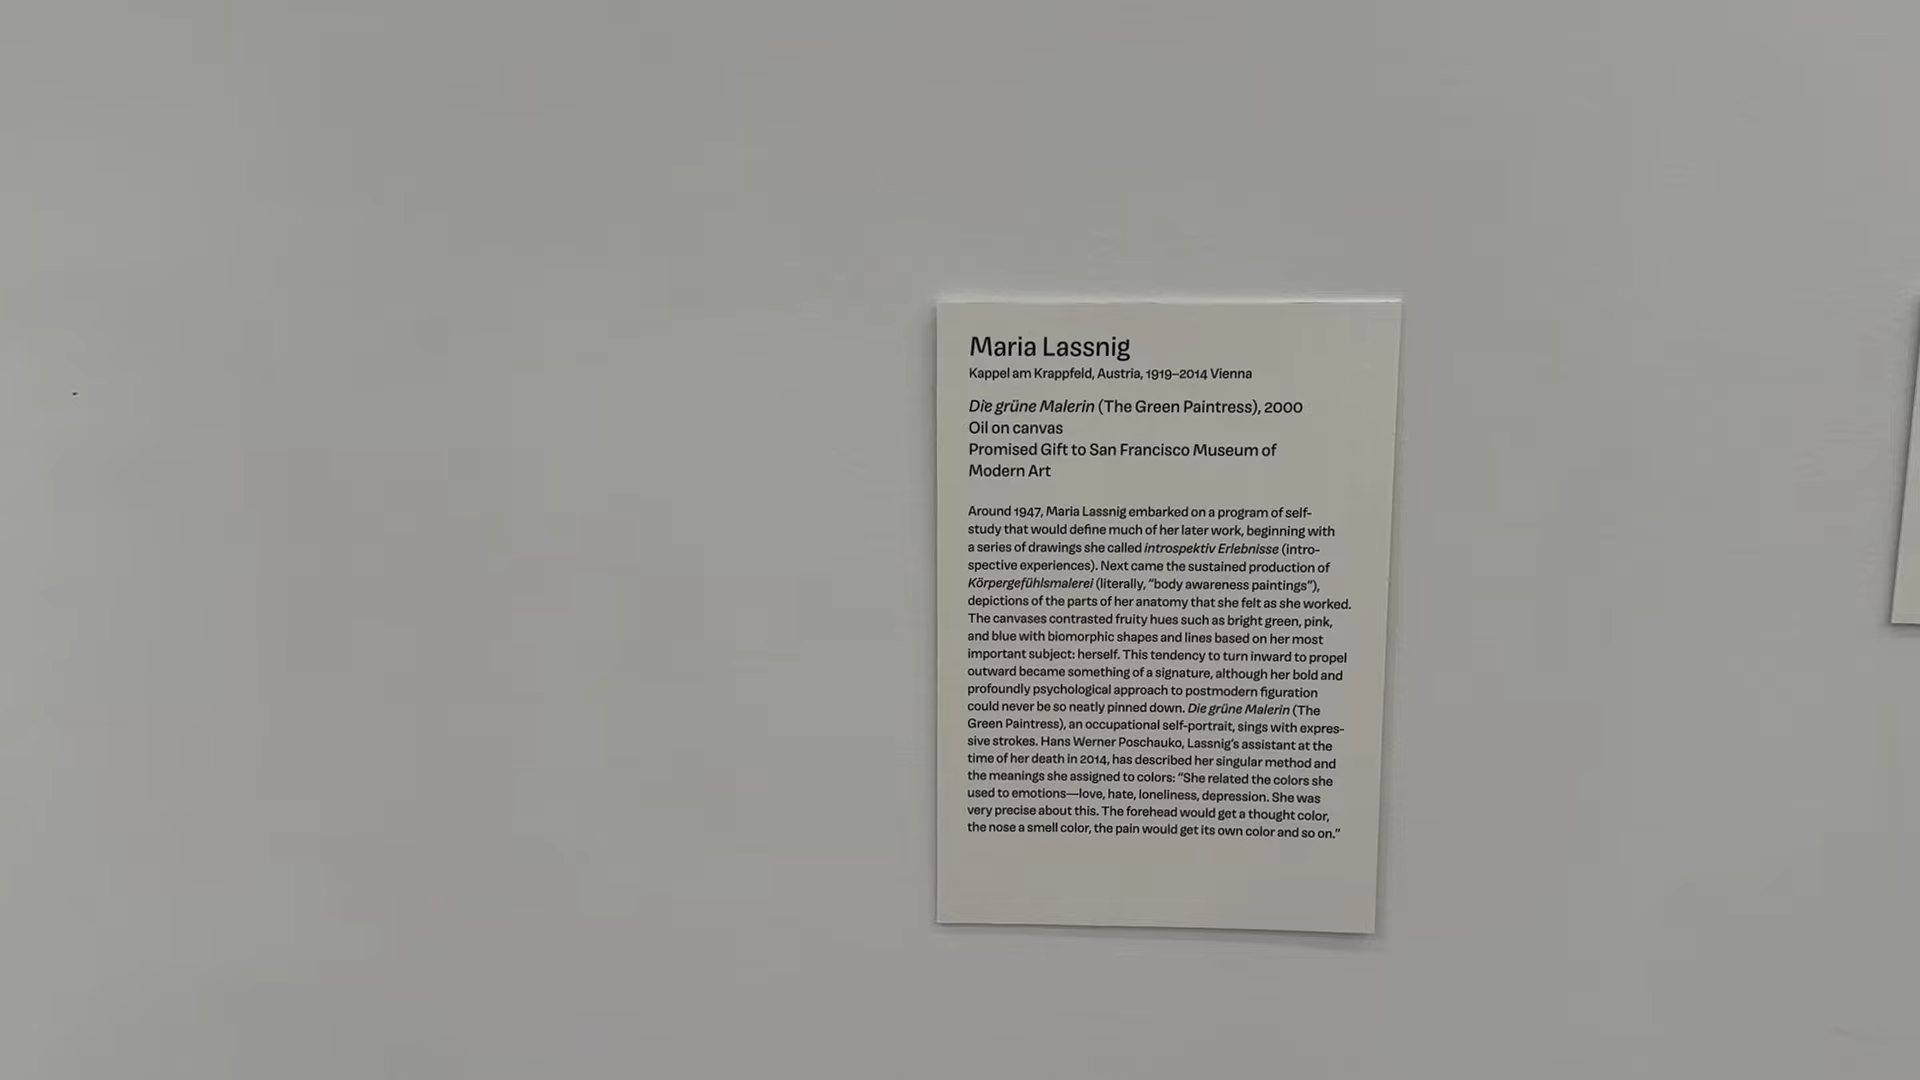 Maria Lassnig
Kappel am Krappfeld, Austria, 1919–2014 Vienna
Die grüne Malerin (The Green Paintress), 2000
Oil on canvas
Promised Gift to San Francisco Museum of
Modern Art
Around 1947, Maria Lassnig embarked on a program of self-
study that would define much of her later work, beginning with
a series of drawings she called introspektiv Erlebnisse (intro-
spective experiences). Next came the sustained production of
Körpergefühlsmalerei (literally, “body awareness paintings”),
depictions of the parts of her anatomy that she felt as she worked.
The canvases contrasted fruity hues such as bright green, pink,
and blue with biomorphic shapes and lines based on her most
important subject: herself. This tendency to turn inward to propel
outward became something of a signature, although her bold and
profoundly psychological approach to postmodern figuration
could never be so neatly pinned down. Die grüne Malerin (The
Green Paintress), an occupational self-portrait, sings with expres-
sive strokes. Hans Werner Poschauko, Lassnig’s assistant at the
time of her death in 2014, has described her singular method and
the meanings she assigned to colors: “She related the colors she
used to emotions—love, hate, loneliness, depression. She was
very precise about this. The forehead would get a thought color,
the nose a smell color, the pain would get its own color and so on.”